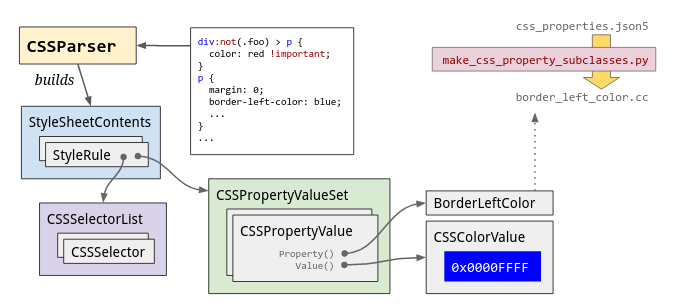 CSSParser
builds
div:not(.foo) > p {
color: red !important;
}
p {
margin: 0;
border-left-color: blue;
...
}
...
css_properties.json5
make_css_property_subclasses.py
border_left_color.cc
StyleSheetContents
StyleRule
CSSSelectorList
CSSSelector
CSSPropertyValueSet
CSSPropertyValue
Property()
Value()
BorderLeftColor
CSSColorValue
0x0000FFFF